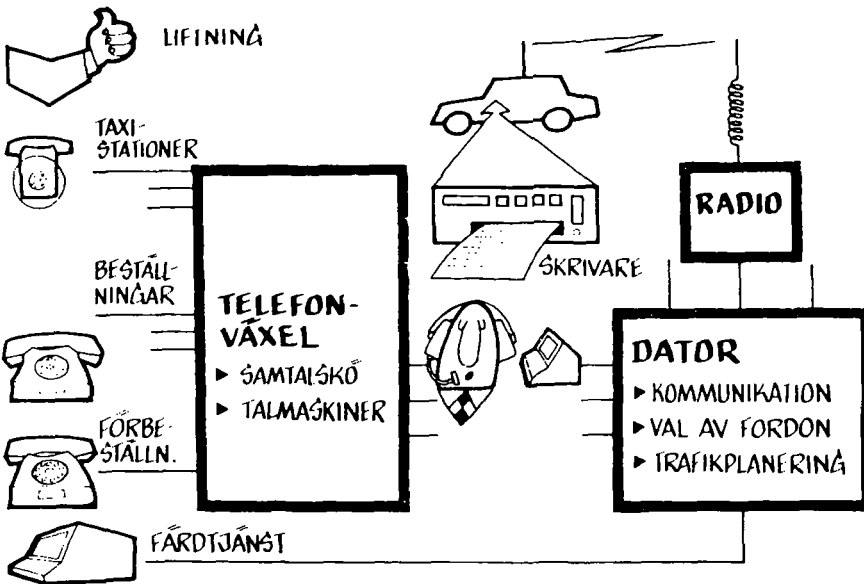 LIFTNING
TAXI-
STATIONER
BESTÄLL-
NINGAR
FÖRBE-
STÄLLN.
FÄRDTJÄNST
TELEFON-
VÄXEL
▶ SAMTALSKÖ
▶ TALMASKINER
SKRIVARE
RADIO
DATOR
▶ KOMMUNIKATION
▶ VAL AV FORDON
▶ TRAFIKPLANERING